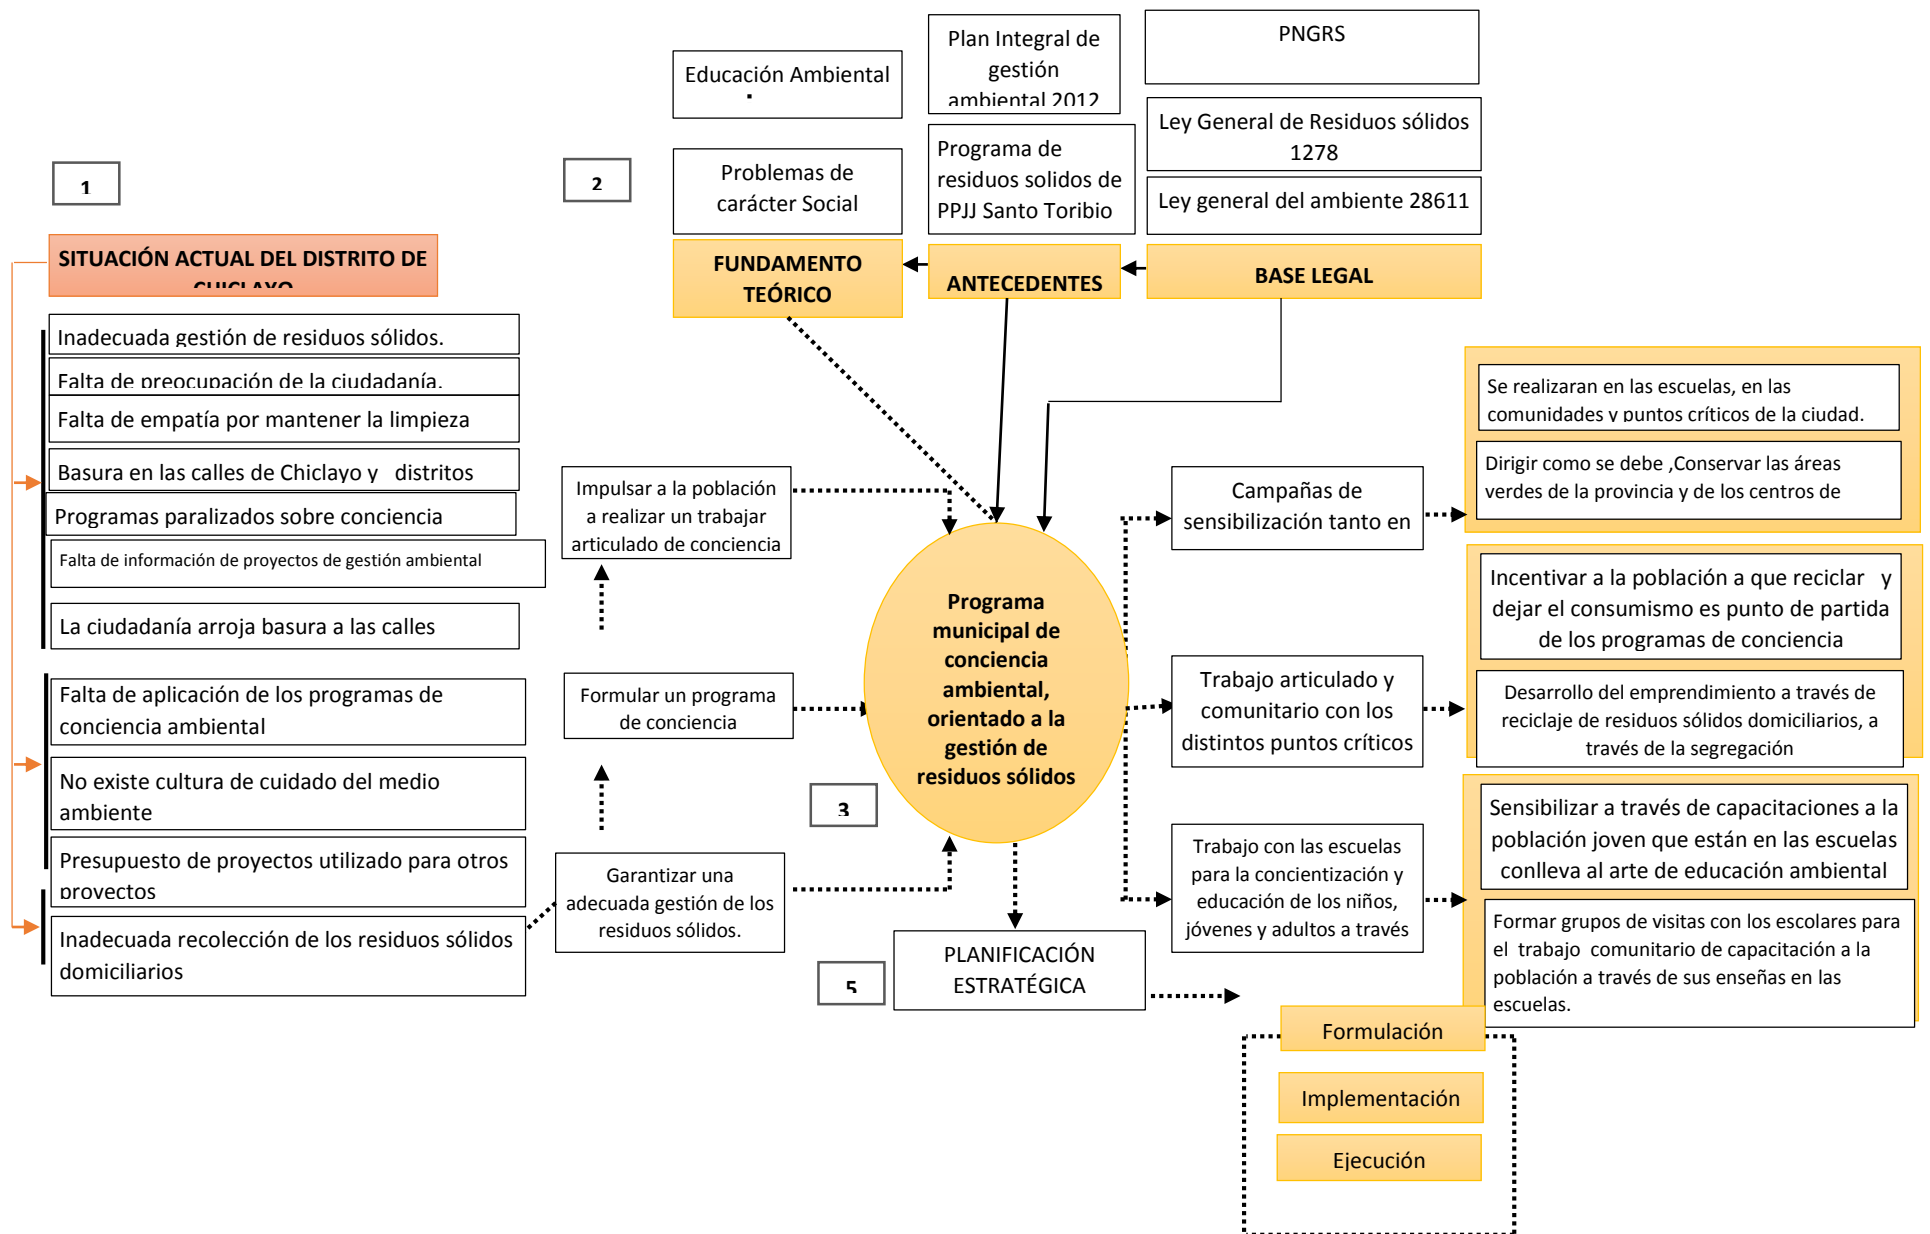 1
SITUACIÓN ACTUAL DEL DISTRITO DE
CHICLAYO
Inadecuada gestión de residuos sólidos.
Falta de preocupación de la ciudadanía.
Falta de empatía por mantener la limpieza
Basura en las calles de Chiclayo y distritos
Programas paralizados sobre conciencia
Falta de información de proyectos de gestión ambiental
La ciudadanía arroja basura a las calles
Falta de aplicación de los programas de
conciencia ambiental
No existe cultura de cuidado del medio
ambiente
Presupuesto de proyectos utilizado para otros
proyectos
Inadecuada recolección de los residuos sólidos
domiciliarios
2
Educación Ambiental
.
Problemas de
carácter Social
FUNDAMENTO
TEÓRICO
Plan Integral de
gestión
ambiental 2012
Programa de
residuos solidos de
PPJJ Santo Toribio
ANTECEDENTES
PNGRS
Ley General de Residuos sólidos
1278
Ley general del ambiente 28611
BASE LEGAL
Impulsar a la población
a realizar un trabajar
articulado de conciencia
Formular un programa
de conciencia
Garantizar una
adecuada gestión de los
residuos sólidos.
3
Programa
municipal de
conciencia
ambiental,
orientado a la
gestión de
residuos sólidos
Campañas de
sensibilización tanto en
Trabajo articulado y
comunitario con los
distintos puntos críticos
Trabajo con las escuelas
para la concientización y
educación de los niños,
jóvenes y adultos a través
Se realizaran en las escuelas, en las
comunidades y puntos críticos de la ciudad.
Dirigir como se debe ,Conservar las áreas
verdes de la provincia y de los centros de
Incentivar a la población a que reciclar y
dejar el consumismo es punto de partida
de los programas de conciencia
Desarrollo del emprendimiento a través de
reciclaje de residuos sólidos domiciliarios, a
través de la segregación
Sensibilizar a través de capacitaciones a la
población joven que están en las escuelas
conlleva al arte de educación ambiental
Formar grupos de visitas con los escolares para
el trabajo comunitario de capacitación a la
población a través de sus enseñas en las
escuelas.
5
PLANIFICACIÓN
ESTRATÉGICA
Formulación
Implementación
Ejecución